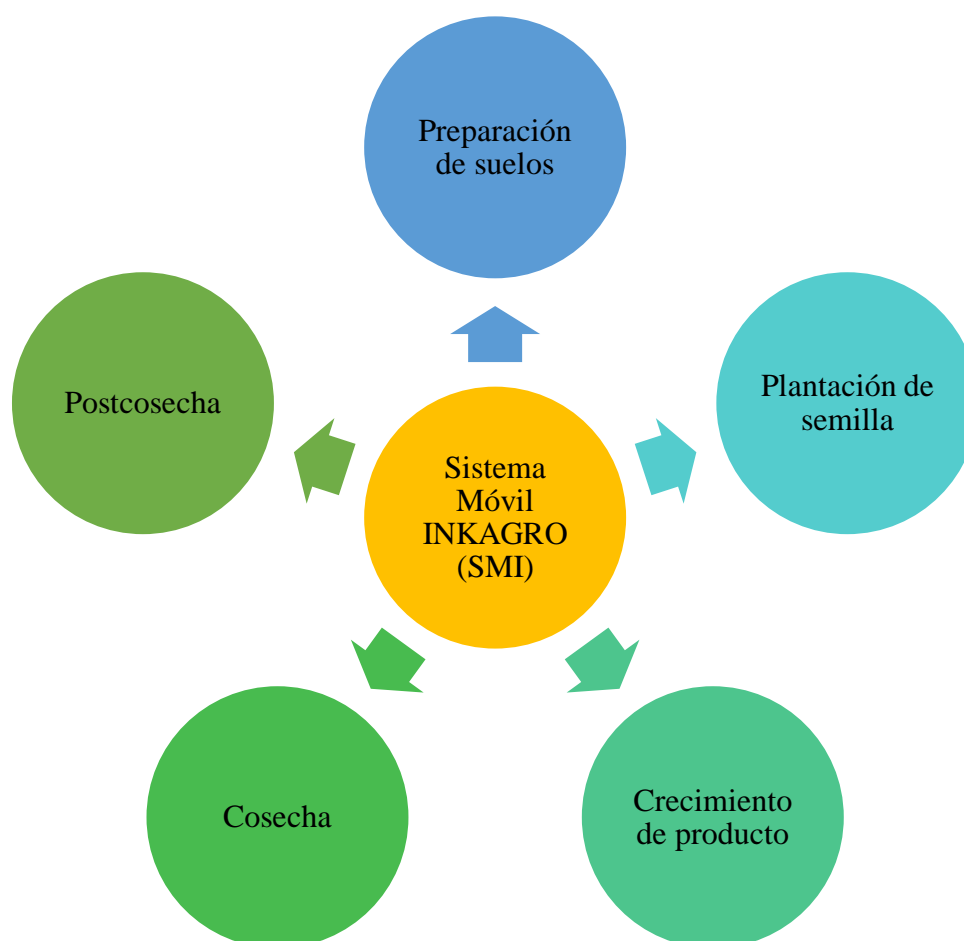 Preparación
de suelos
Plantación de
semilla
Crecimiento
de producto
Cosecha
Postcosecha
Sistema
Móvil
INKAGRO
(SMI)